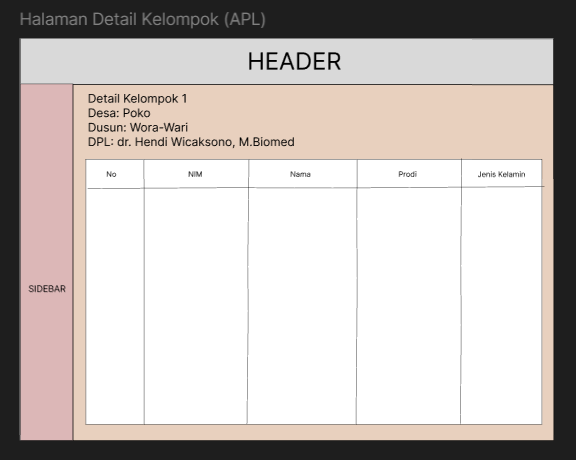 Halaman Detail Kelompok (APL)
HEADER
Detail Kelompok 1
Desa: Poko
Dusun: Wora-Wari
DPL: dr. Hendi Wicaksono, M.Biomed
No NIM Nama Prodi Jenis Kelamin
SIDEBAR